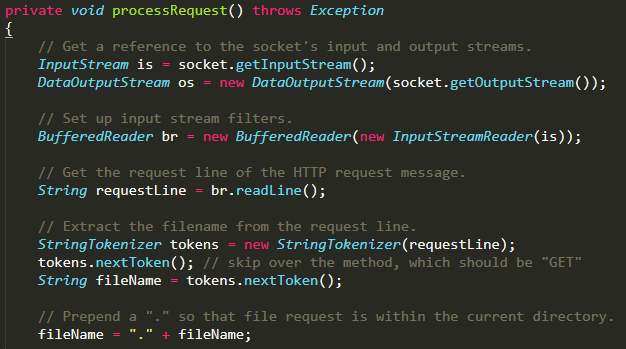 private void processRequest() throws Exception
{
// Get a reference to the socket's input and output streams.
InputStream is = socket.getInputStream();
DataOutputStream os = new DataOutputStream(socket.getOutputStream());
// Set up input stream filters.
BufferedReader br = new BufferedReader(new InputStreamReader(is));
// Get the request line of the HTTP request message.
String requestLine = br.readLine();
// Extract the filename from the request line.
StringTokenizer tokens = new StringTokenizer(requestLine);
tokens.nextToken(); // skip over the method, which should be "GET"
String fileName = tokens.nextToken();
// Prepend a "." so that file request is within the current directory.
fileName = "." + fileName;